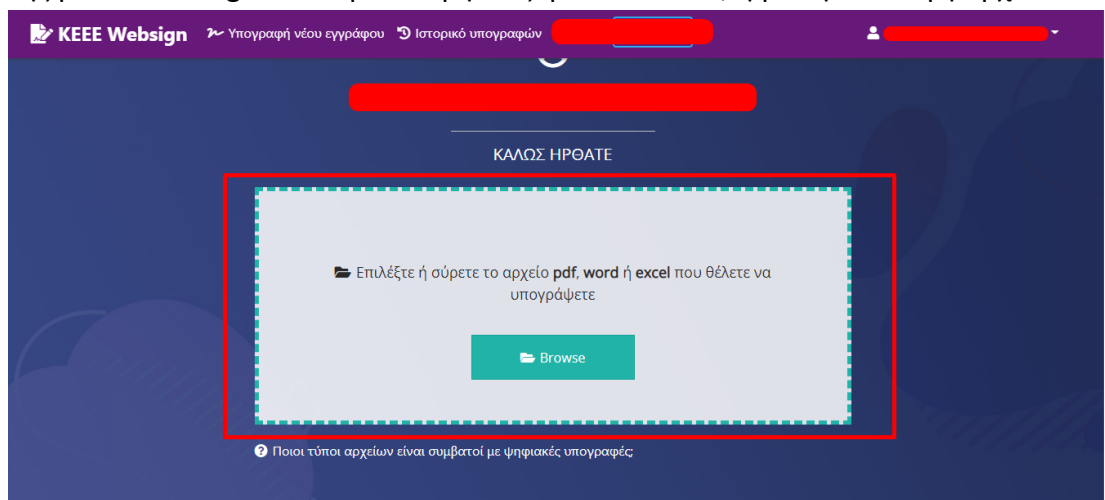 KEEE Websign Υπογραφή νέου εγγράφου Ιστορικό υπογραφών
ΚΑΛΩΣ ΗΡΘΑΤΕ
Επιλέξτε ή σύρετε το αρχείο pdf, word ή excel που θέλετε να
υπογράψετε
Browse
Ποιοι τύποι αρχείων είναι συμβατοί με ψηφιακές υπογραφές;